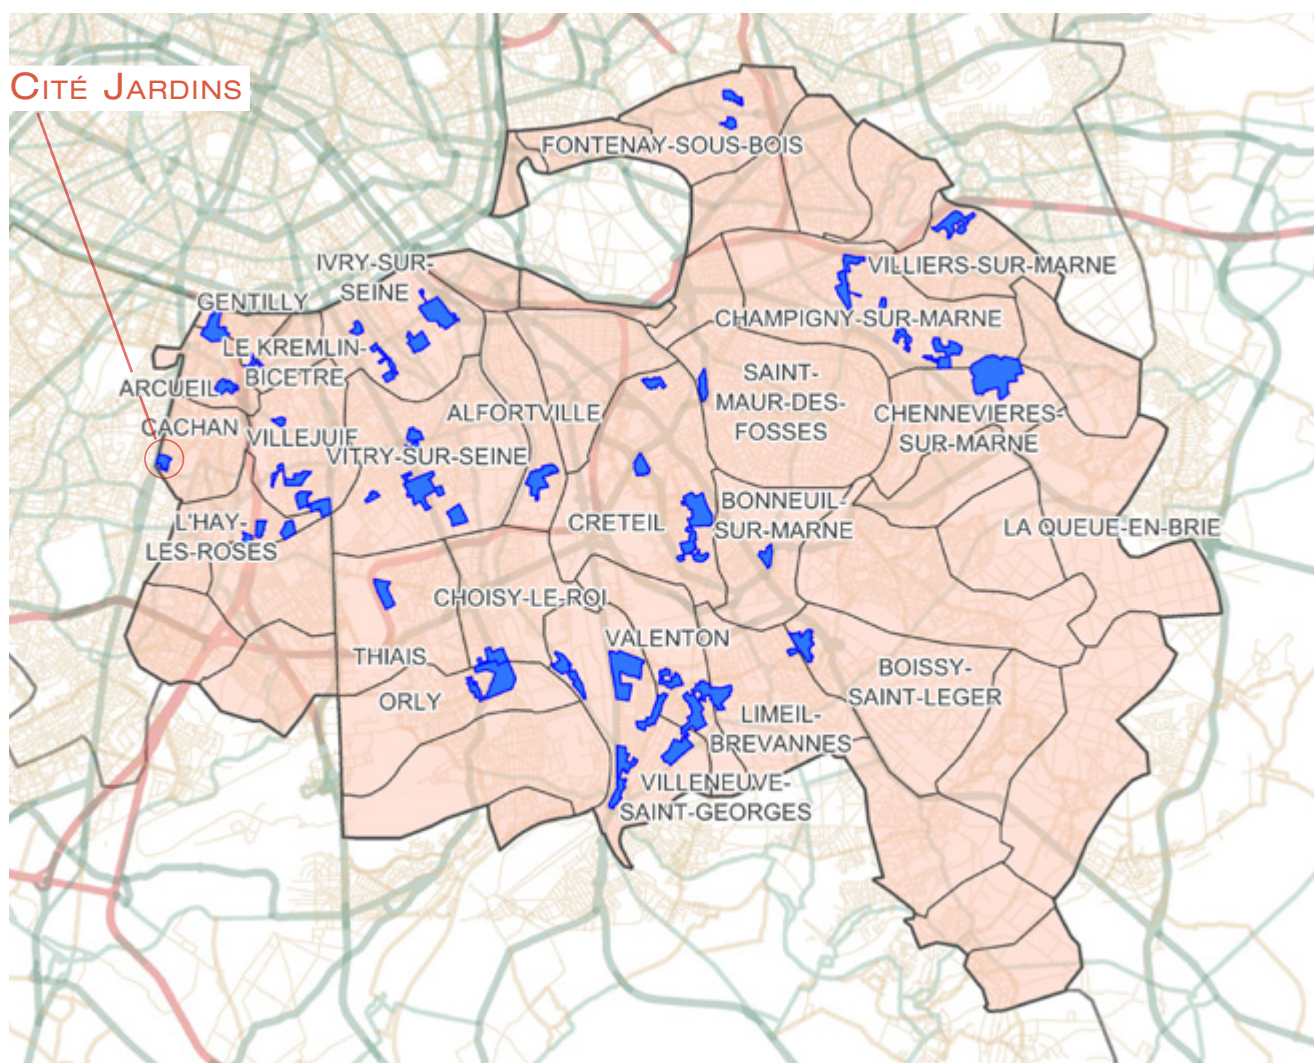 CITÉ JARDINS
FONTENAY-SOUS-BOIS
IVRY-SUR-
SEINE
GENTILLY
VILLIERS-SUR-MARNE
CHAMPIGNY-SUR-MARNE
LE KREMLIN-
BICETRE
ARCUEIL
SAINT-
MAUR-DES-
FOSSES
ALFORTVILLE
CHENNEVIERES-
SUR-MARNE
CACHAN
VILLEJUIF
VITRY-SUR-SEINE
BONNEUIL-
SUR-MARNE
L'HAY-
LES-ROSES
CRETEIL
LA QUEUE-EN-BRIE
CHOISY-LE-ROI
VALENTON
THIAIS
BOISSY-
SAINT-LEGER
ORLY
LIMEIL-
BREVANNES
VILLENEUVE-
SAINT-GEORGES